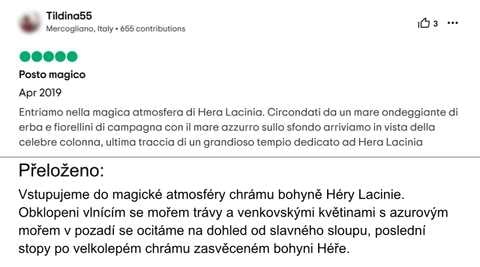 Tildina55
Mercogliano, Italy • 655 contributions
3
Posto magico
Apr 2019
Entriamo nella magica atmosfera di Hera Lacinia. Circondati da un mare ondeggiante di
erba e fiorellini di campagna con il mare azzurro sullo sfondo arriviamo in vista della
celebre colonna, ultima traccia di un grandioso tempio dedicato ad Hera Lacinia
Přeloženo:
Vstupujeme do magické atmosféry chrámu bohyně Héry Lacinie.
Obklopeni vlnícím se mořem trávy a venkovskými květinami s azurovým
mořem v pozadí se ocitáme na dohled od slavného sloupu, poslední
stopy po velkolepém chrámu zasvěceném bohyni Héře.